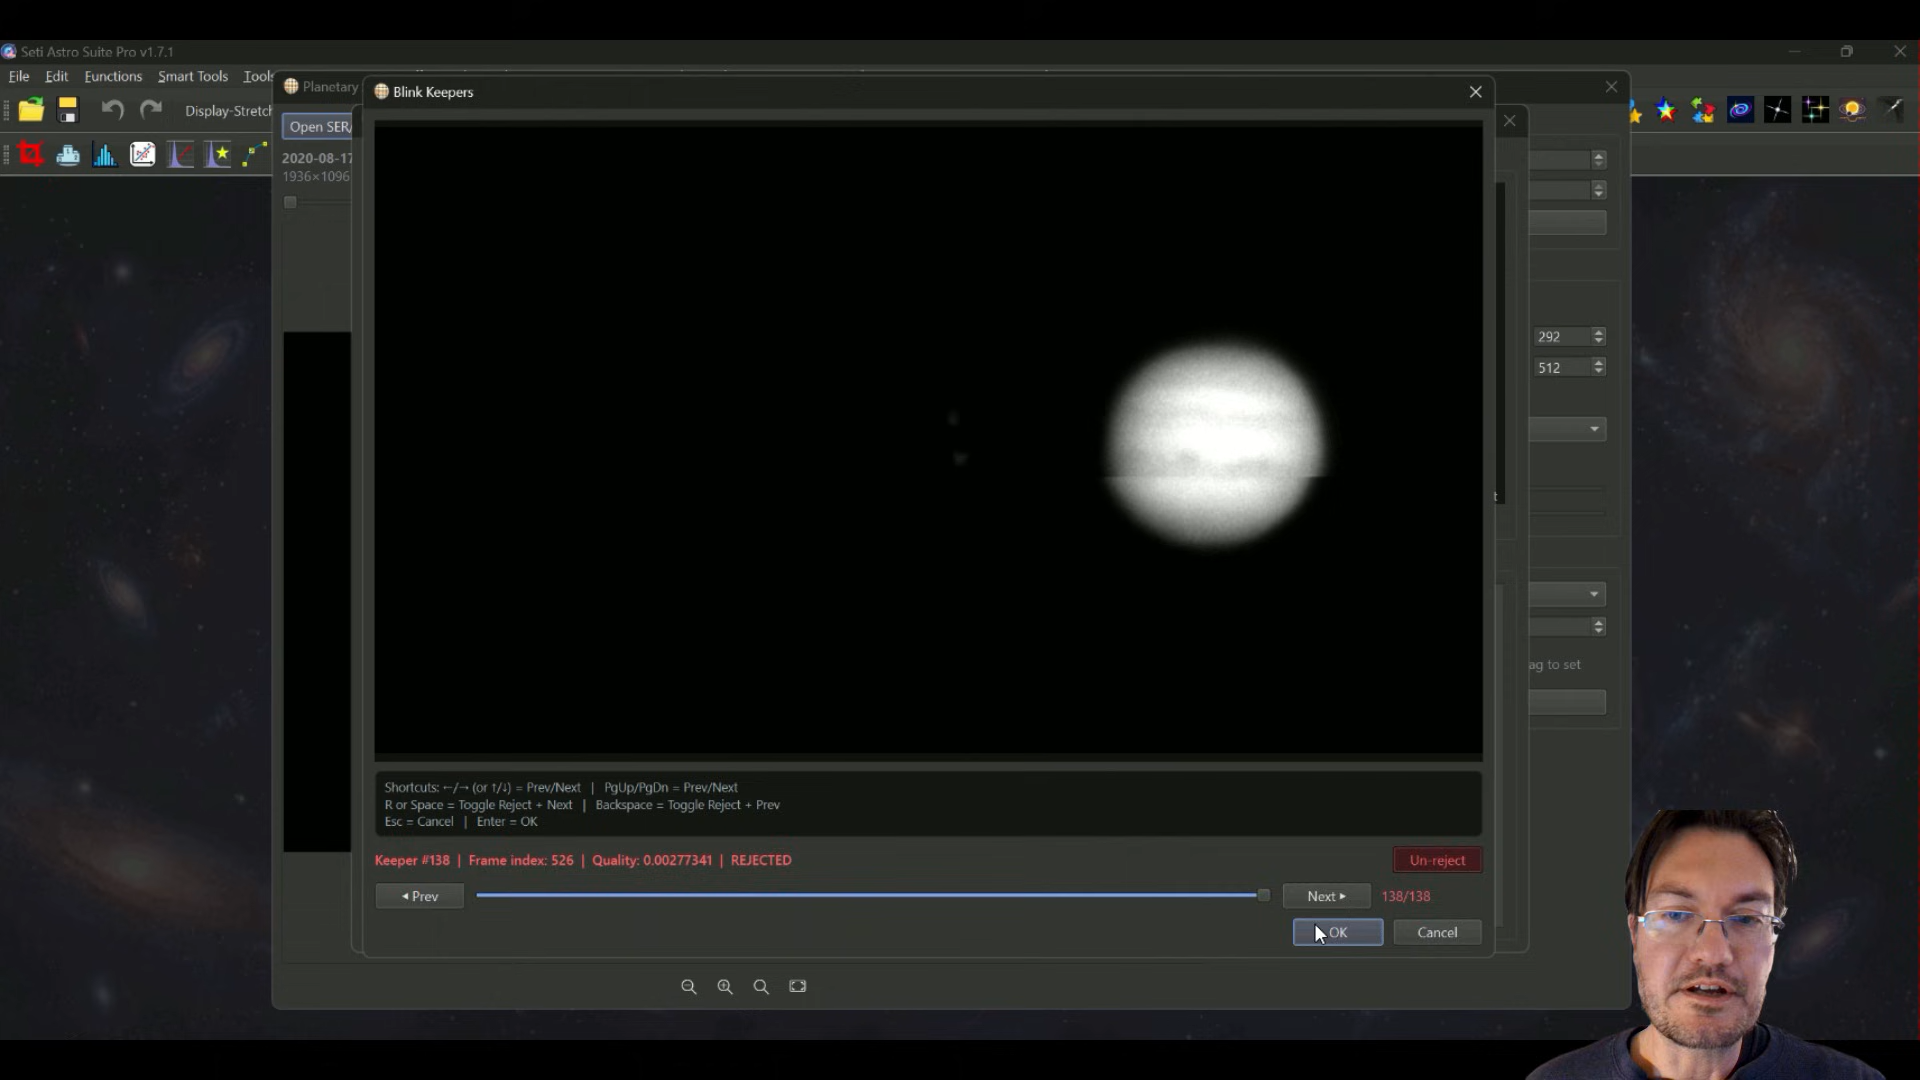 Seti Astro Suite Pro v1.7.1
File Edit Functions Smart Tools Tools
Planetary
Blink Keepers
Display-Stretch
Open SER/
2020-08-17
1936×1096
292
512
t
ag to set
Shortcuts: ←/→ (or ↑/↓) = Prev/Next | PgUp/PgDn = Prev/Next
R or Space = Toggle Reject + Next | Backspace = Toggle Reject + Prev
Esc = Cancel | Enter = OK
Keeper #138 | Frame index: 526 | Quality: 0.00277341 | REJECTED
Un-reject
Prev
Next
138/138
OK
Cancel